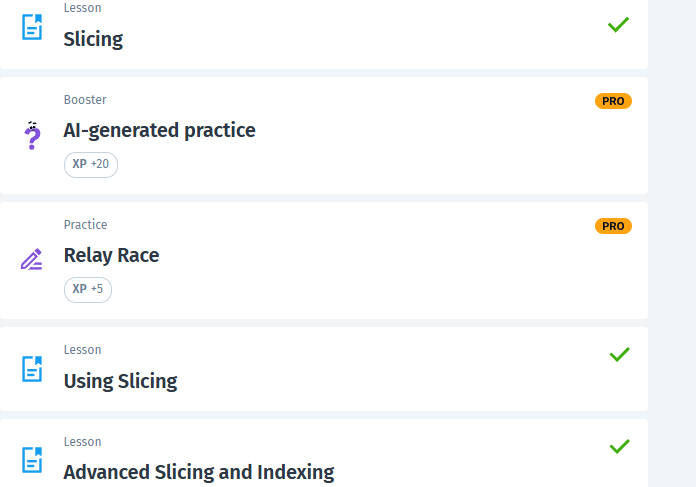 Lesson
Slicing
Booster
PRO
AI-generated practice
XP +20
Practice
PRO
Relay Race
XP +5
Lesson
Using Slicing
Lesson
Advanced Slicing and Indexing